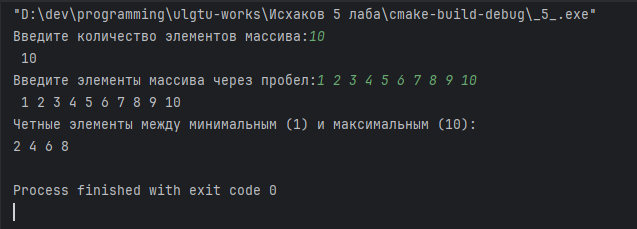 "D:\dev\programming\ulgtu-works\Исхаков 5 лаба\cmake-build-debug\_5_.exe"
Введите количество элементов массива:10
10
Введите элементы массива через пробел:1 2 3 4 5 6 7 8 9 10
1 2 3 4 5 6 7 8 9 10
Четные элементы между минимальным (1) и максимальным (10):
2 4 6 8
Process finished with exit code 0